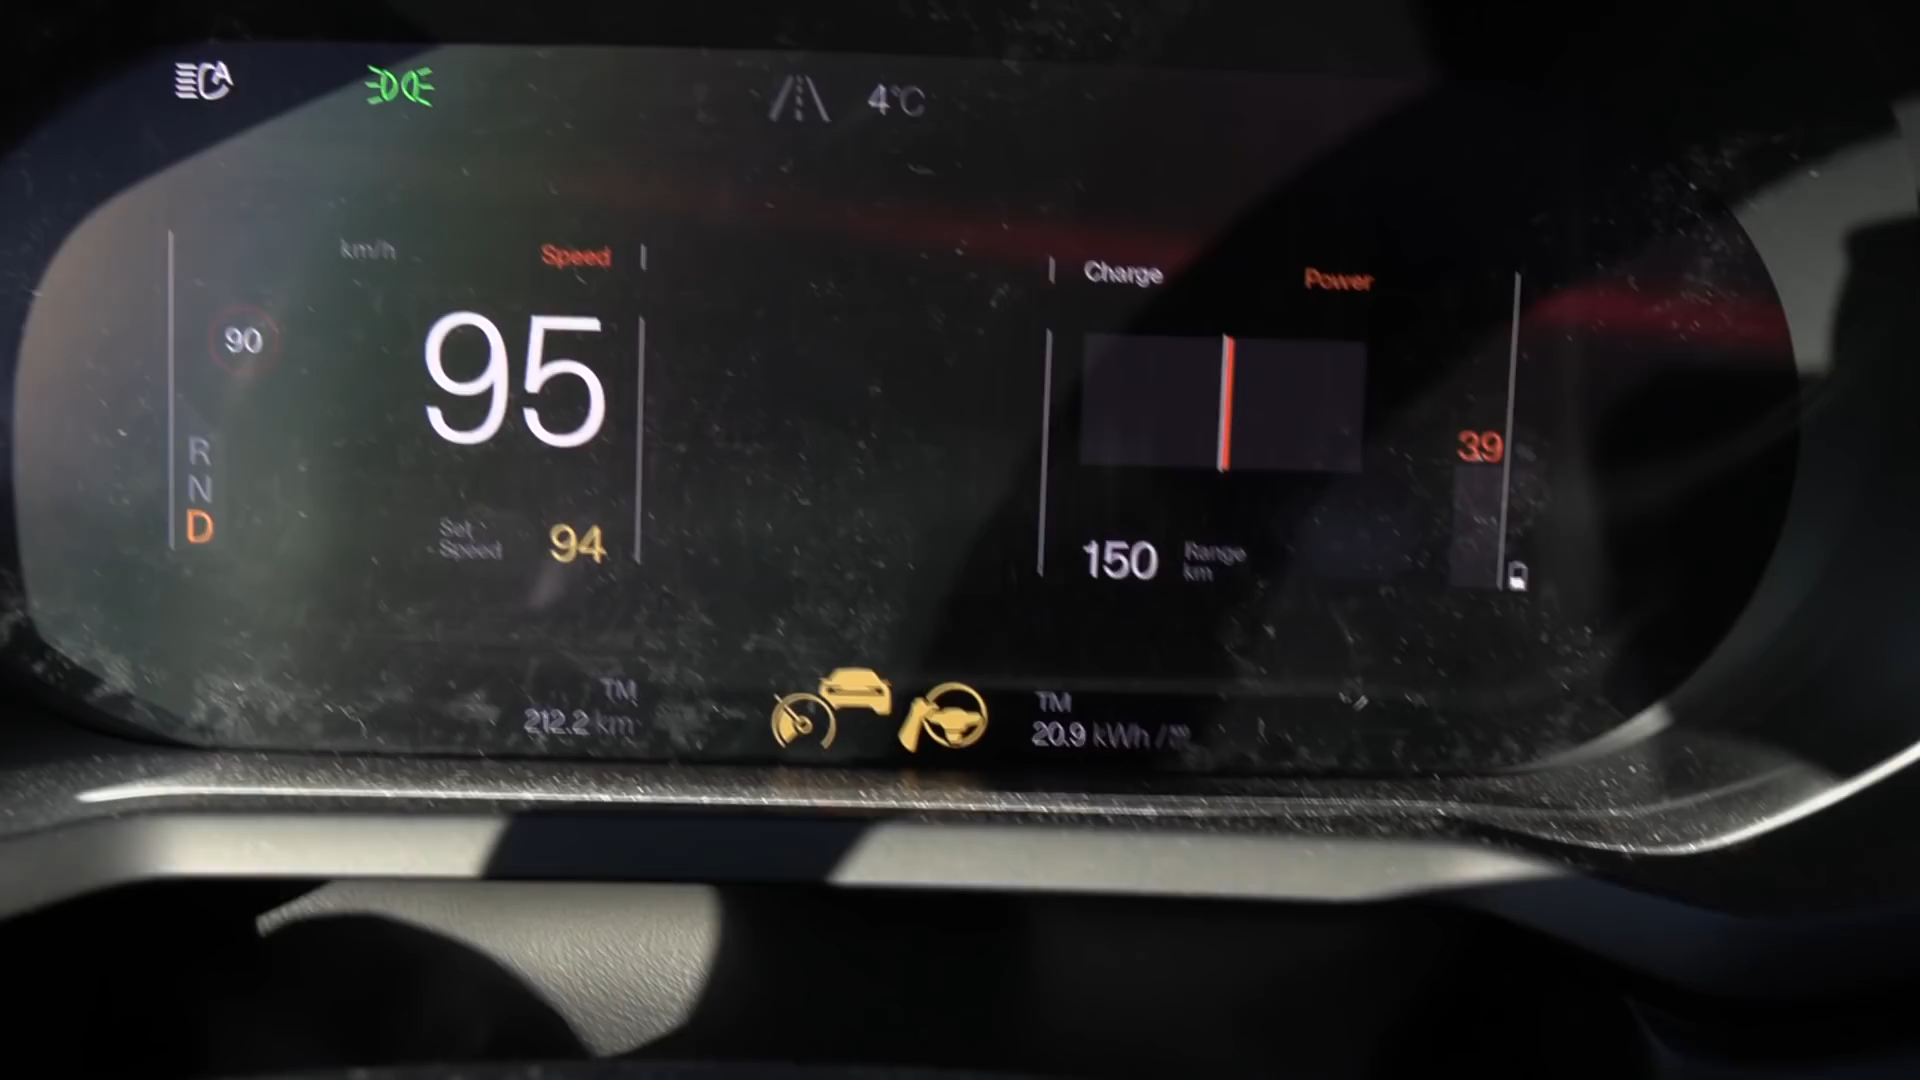 A
4°C
km/h
Speed
90
95
R
N
D
Set
Speed
94
Charge
Power
39
150
Range
km
TM
212.2 km
TM
20.9 kWh /